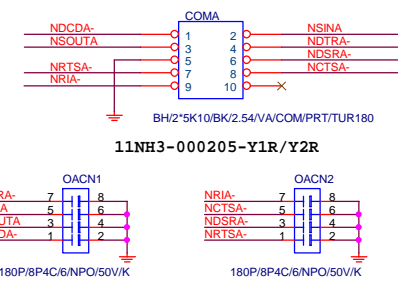 COMA
NDCDA- 1 2 NSINA
NSOUTA 3 4 NDTRA-
5 6 NDSRA-
NRTSA- 7 8 NCTSA-
NRIA- 9 10
BH/2*5K10/BK/2.54/VA/COM/PRT/TUR180
11NH3-000205-Y1R/Y2R
OACN1 OACN2
RA- 7 8 NRIA- 7 8
A 5 6 NCTSA- 5 6
UTA 3 4 NDSRA- 3 4
DA- 1 2 NRTSA- 1 2
180P/8P4C/6/NPO/50V/K 180P/8P4C/6/NPO/50V/K